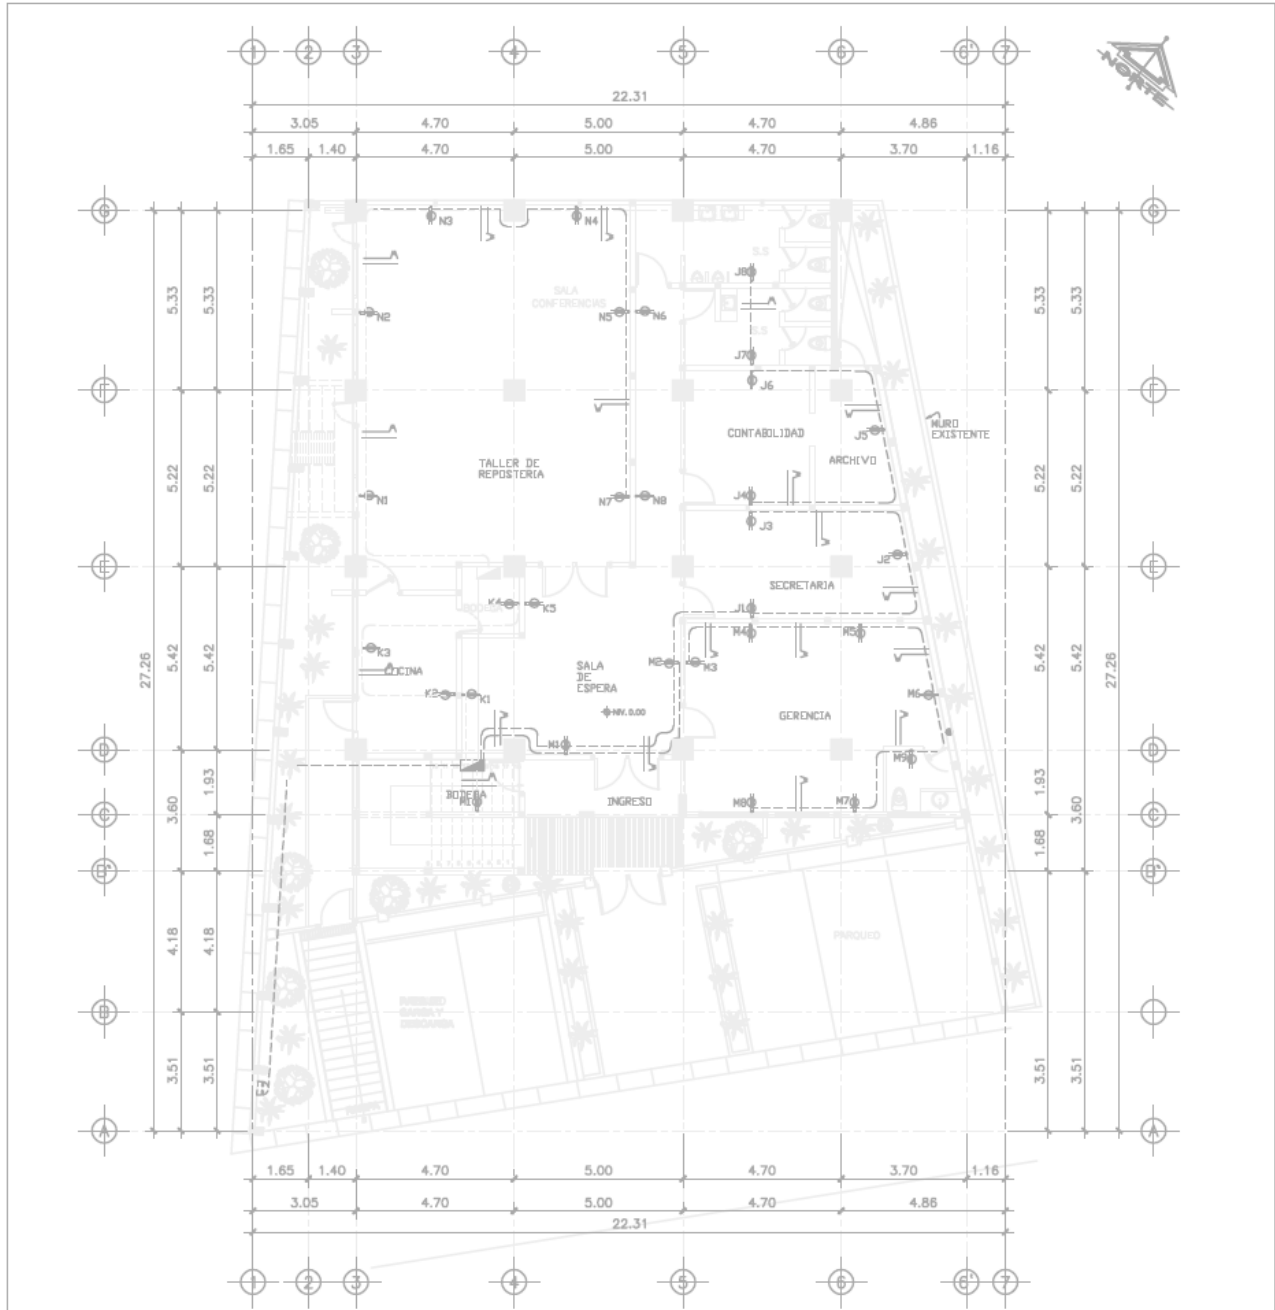 1 2 3 4 5 6 6' 7
NORTE
22.31
3.05 4.70 5.00 4.70 4.86
1.65 1.40 4.70 5.00 4.70 3.70 1.16
G G
N3 N4
S.S
J8
SALA
CONFERENCIAS
5.33 5.33 5.33 5.33
N2 N5 N6
S.S
J7
J6
F F
MURO
EXISTENTE
CONTABOLIDAD
J5
ARCHIVO
TALLER DE
REPOSTERIA
5.22 5.22 5.22 5.22
N1 N7 N8 J4
J3
J2
E E
SECRETARIA
BODEGA
K4 K5 J1
M4 M5
K3
5.42 5.42 5.42 5.42
27.26 27.26
COCINA
SALA
DE
ESPERA
M2 M3
K2 K1 M6
NIV. 0.00
GERENCIA
M1
D D
M9
1.93 1.93
BODEGA
INGRESO
M8 M7
3.60 3.60
C C
1.68 1.68
B' B'
4.18 4.18
PARQUEO
PARQUEO
CARGA Y
DESCARGA
B
3.51 3.51 3.51 3.51
A A
1.65 1.40 4.70 5.00 4.70 3.70 1.16
3.05 4.70 5.00 4.70 4.86
22.31
1 2 3 4 5 6 6' 7